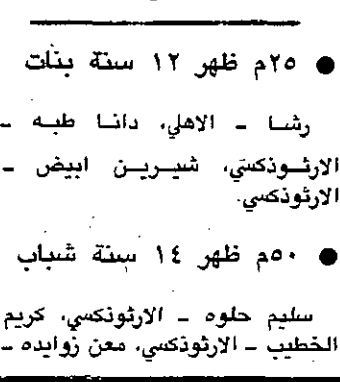 ● ٢٥م ظهر ١٢ سنة بنات
رشا ـ الاهلي، دانا طبه ـ
الارثوذكسي، شيرين ابيض ـ
الارثوذكسي.
● ٥٠م ظهر ١٤ سنة شباب
سليم حلوه ـ الارثوذكسي، كريم
الخطيب ـ الارثوذكسي، معن زوايده ـ